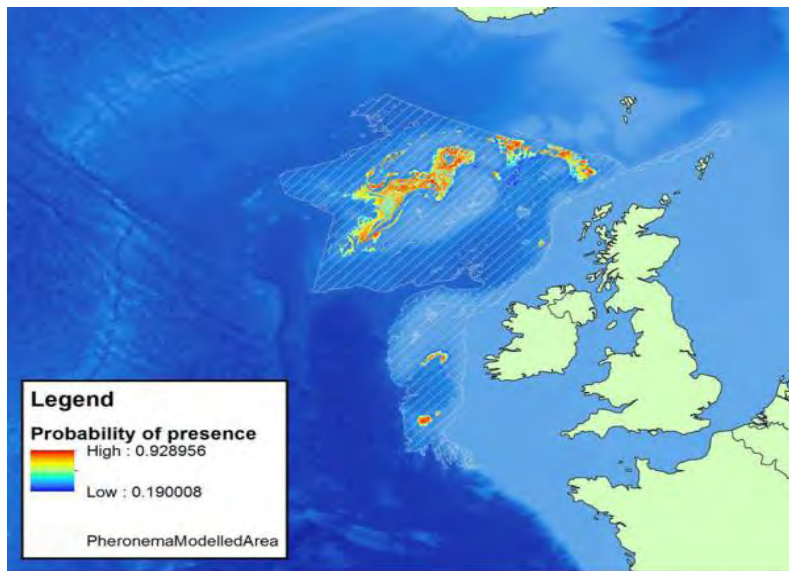 Legend
Probability of presence
High : 0.928956
Low : 0.190008
PheronemaModelledArea